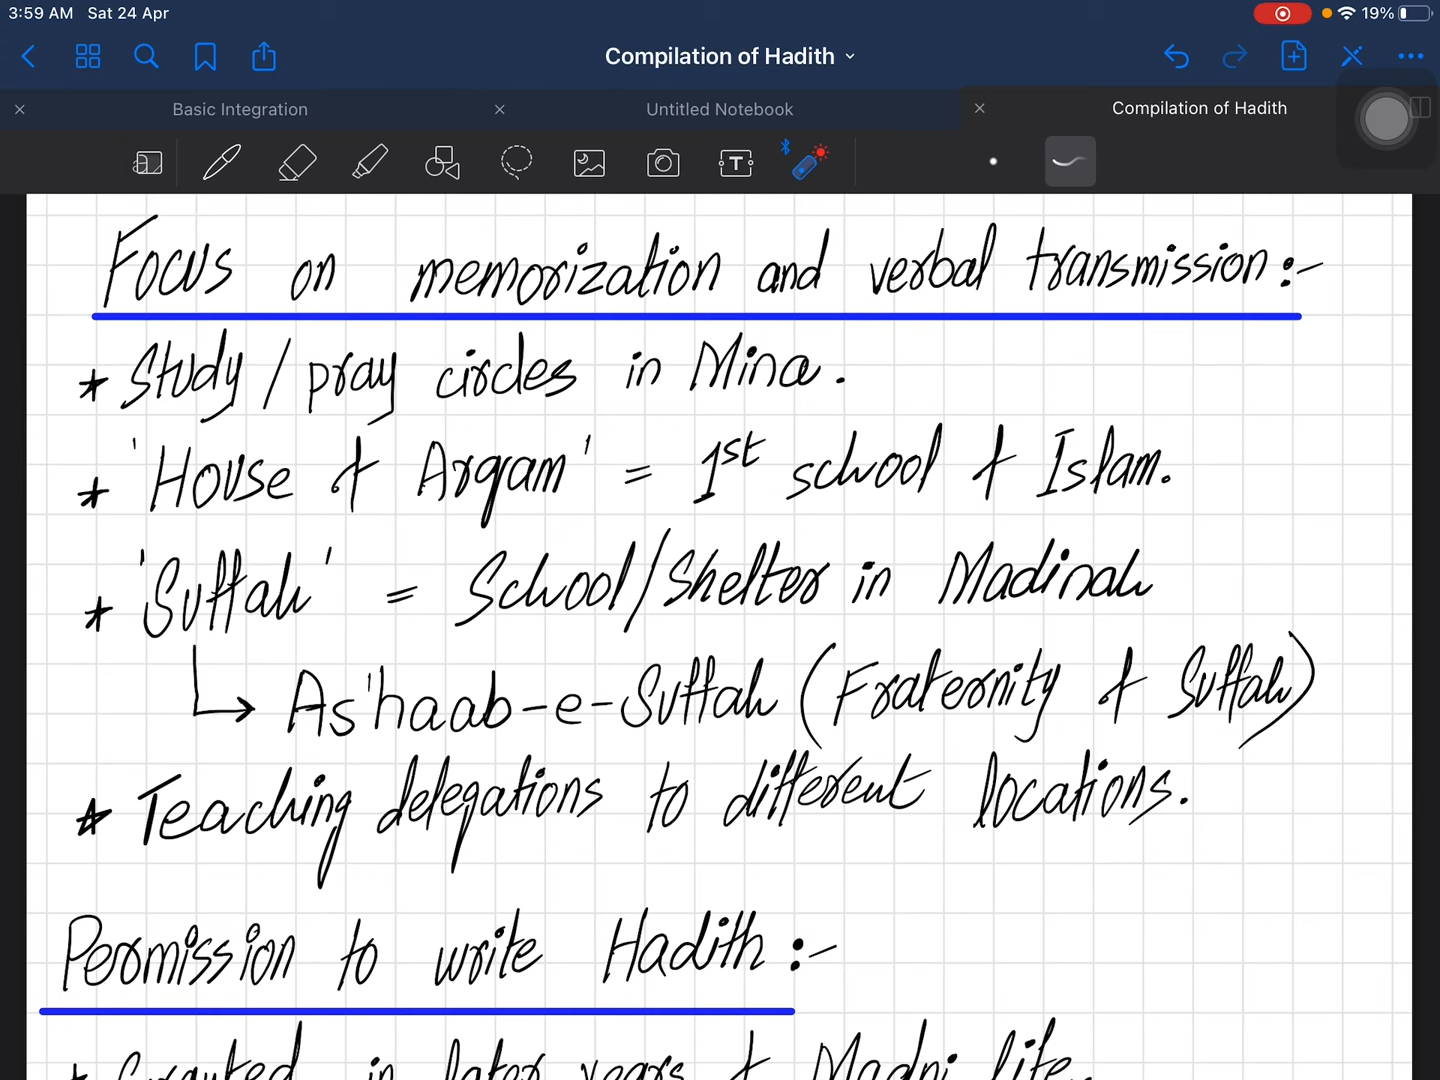 3:59 AM Sat 24 Apr 19%
Compilation of Hadith
Basic Integration Untitled Notebook Compilation of Hadith
Focus on memorization and verbal transmission:-
* Study / pray circles in Mina.
* 'House of Arqam' = 1st school of Islam.
* 'Suffah' = School/Shelter in Madinah
↳ As'haab-e-Suffah (Fraternity of Suffah)
* Teaching delegations to different locations.
Permission to write Hadith :-
* Granted in later years of Madni life.